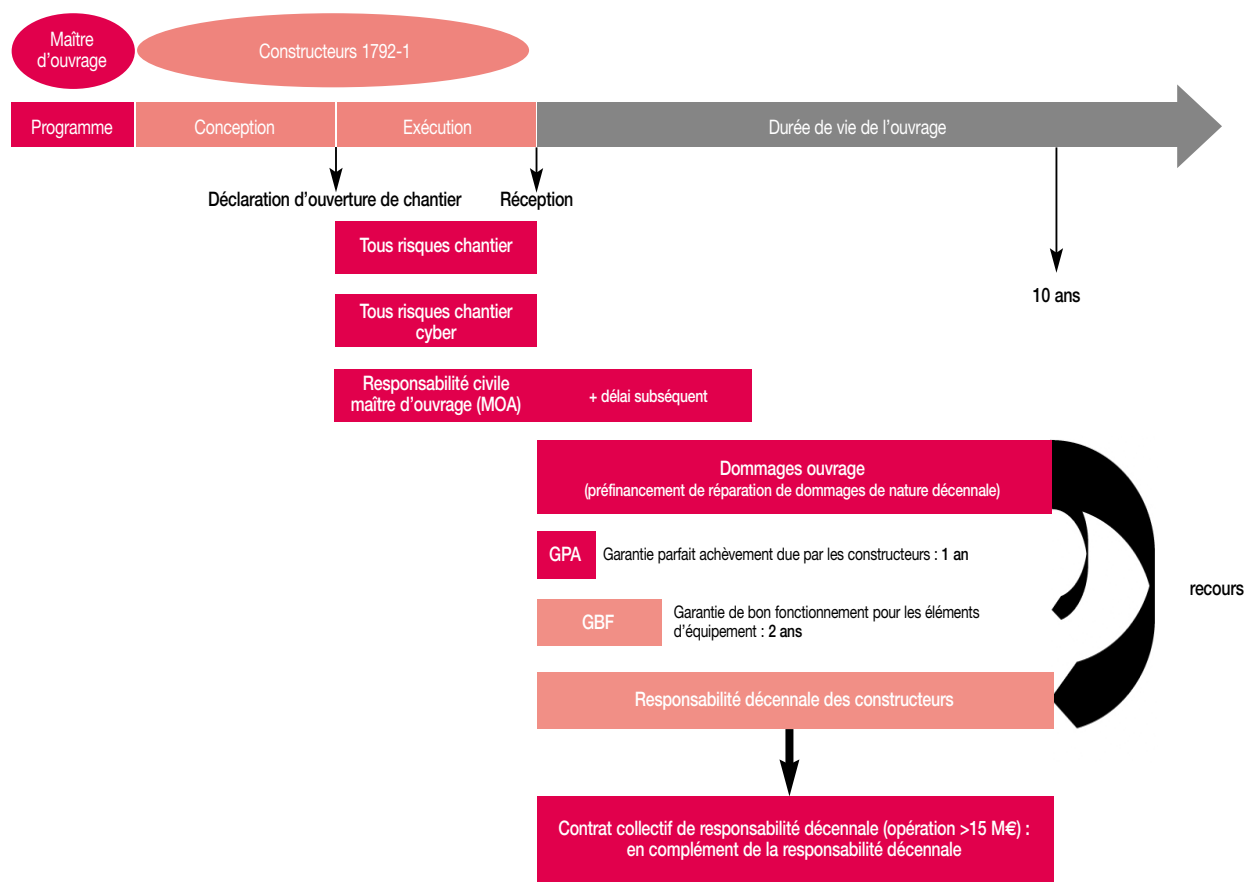 Maître
d'ouvrage
Constructeurs 1792-1
Programme
Conception
Exécution
Durée de vie de l'ouvrage
Déclaration d'ouverture de chantier
Réception
Tous risques chantier
10 ans
Tous risques chantier
cyber
Responsabilité civile
maître d'ouvrage (MOA)
+ délai subséquent
Dommages ouvrage
(préfinancement de réparation de dommages de nature décennale)
GPA
Garantie parfait achèvement due par les constructeurs : 1 an
recours
GBF
Garantie de bon fonctionnement pour les éléments
d'équipement : 2 ans
Responsabilité décennale des constructeurs
Contrat collectif de responsabilité décennale (opération >15 M€) :
en complément de la responsabilité décennale